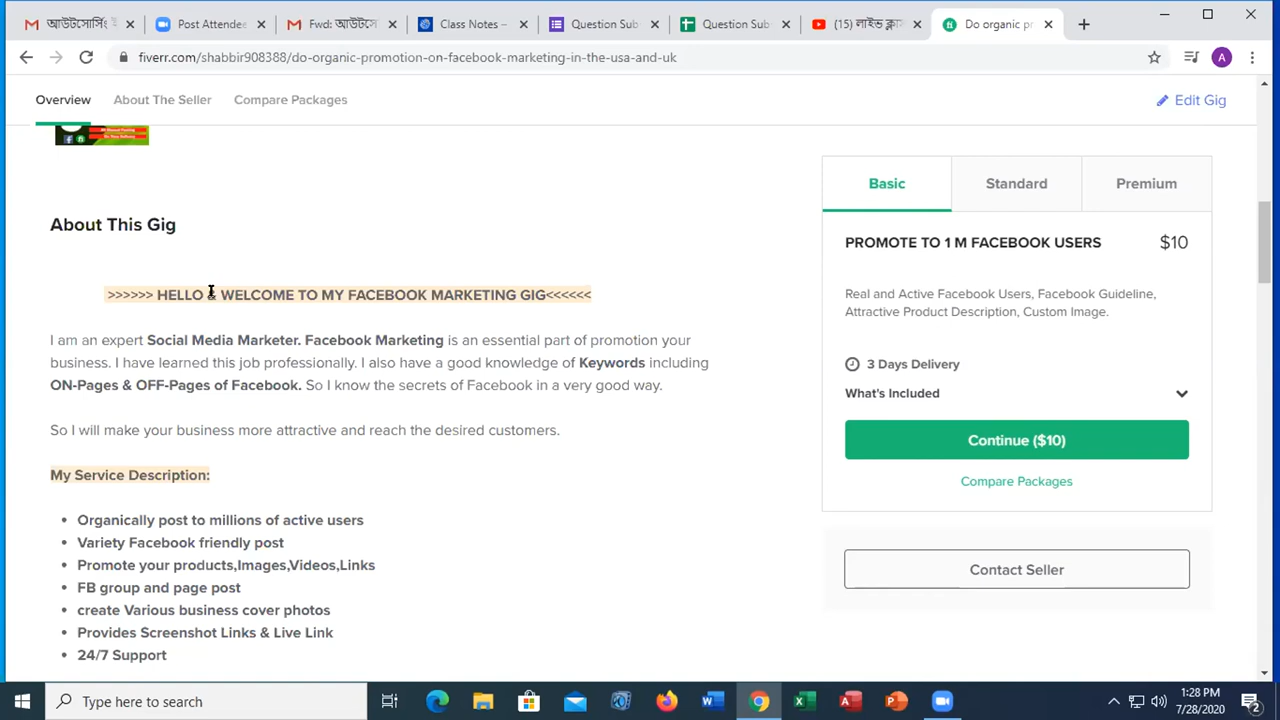 আউটসোর্সিং ই
Post Attendee
Fwd: আউটসো
Class Notes –
Question Sub
Question Sub
(15) লাইভ ক্লা
Do organic pr
fiverr.com/shabbir908388/do-organic-promotion-on-facebook-marketing-in-the-usa-and-uk
A
Overview
About The Seller
Compare Packages
Edit Gig
About This Gig
>>>>>> HELLO & WELCOME TO MY FACEBOOK MARKETING GIG<<<<<<
I am an expert Social Media Marketer. Facebook Marketing is an essential part of promotion your
business. I have learned this job professionally. I also have a good knowledge of Keywords including
ON-Pages & OFF-Pages of Facebook. So I know the secrets of Facebook in a very good way.
So I will make your business more attractive and reach the desired customers.
My Service Description:
• Organically post to millions of active users
• Variety Facebook friendly post
• Promote your products,Images,Videos,Links
• FB group and page post
• create Various business cover photos
• Provides Screenshot Links & Live Link
• 24/7 Support
Basic
Standard
Premium
PROMOTE TO 1 M FACEBOOK USERS $10
Real and Active Facebook Users, Facebook Guideline,
Attractive Product Description, Custom Image.
3 Days Delivery
What's Included
Continue ($10)
Compare Packages
Contact Seller
Type here to search
1:28 PM
7/28/2020
2